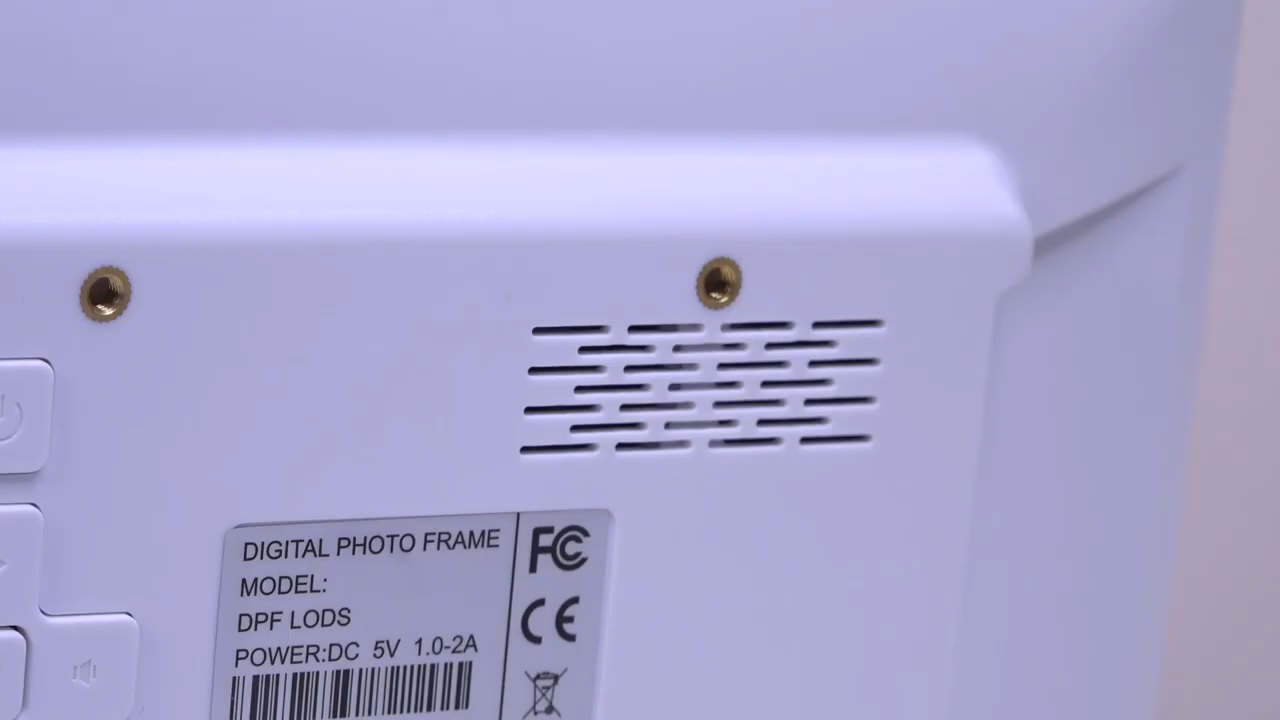 DIGITAL PHOTO FRAME
MODEL:
DPF LODS
POWER:DC 5V 1.0-2A
FC
CE